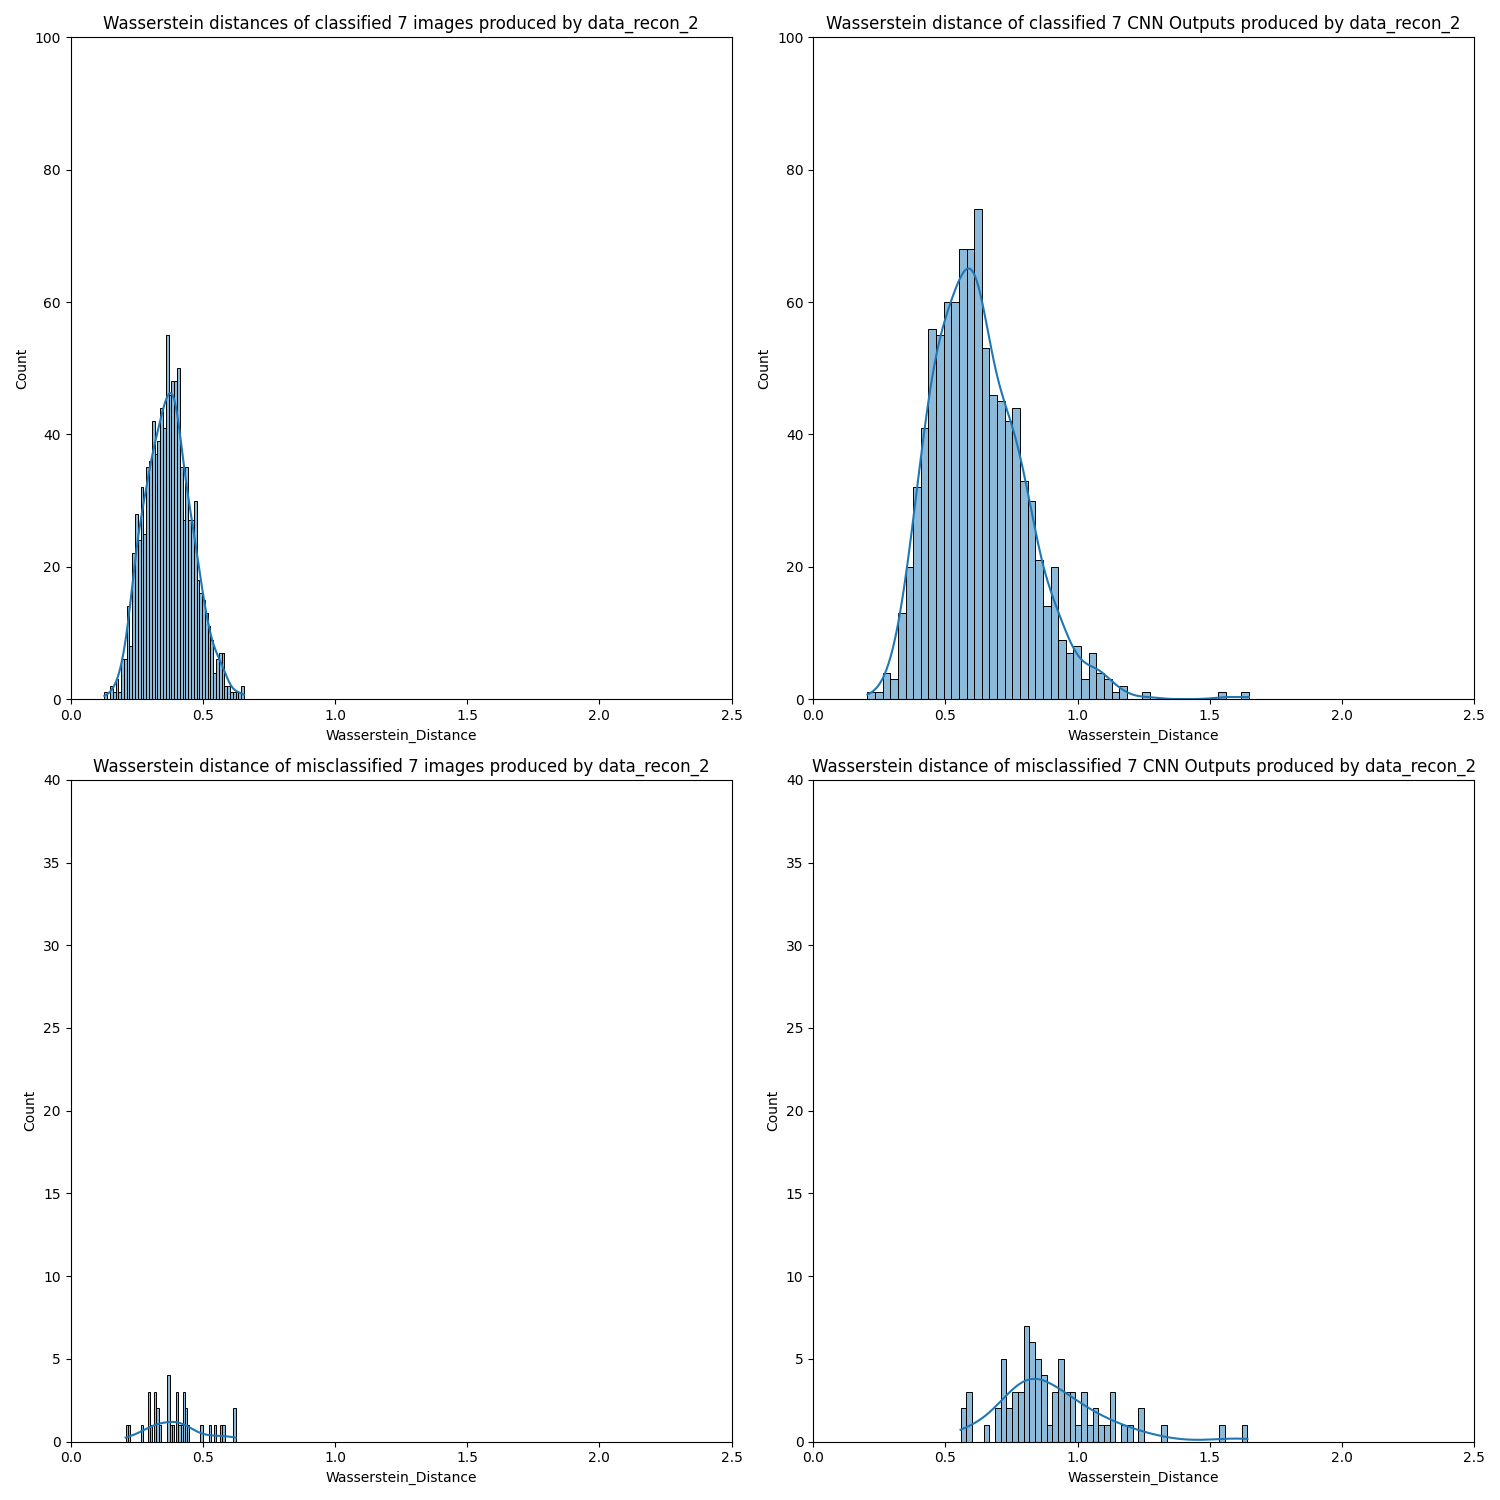 Wasserstein distances of classified 7 images produced by data_recon_2
100
80
60
40
20
0
Count
0.0 0.5 1.0 1.5 2.0 2.5
Wasserstein_Distance
Wasserstein distance of classified 7 CNN Outputs produced by data_recon_2
100
80
60
40
20
0
Count
0.0 0.5 1.0 1.5 2.0 2.5
Wasserstein_Distance
Wasserstein distance of misclassified 7 images produced by data_recon_2
40
35
30
25
20
15
10
5
0
Count
0.0 0.5 1.0 1.5 2.0 2.5
Wasserstein_Distance
Wasserstein distance of misclassified 7 CNN Outputs produced by data_recon_2
40
35
30
25
20
15
10
5
0
Count
0.0 0.5 1.0 1.5 2.0 2.5
Wasserstein_Distance